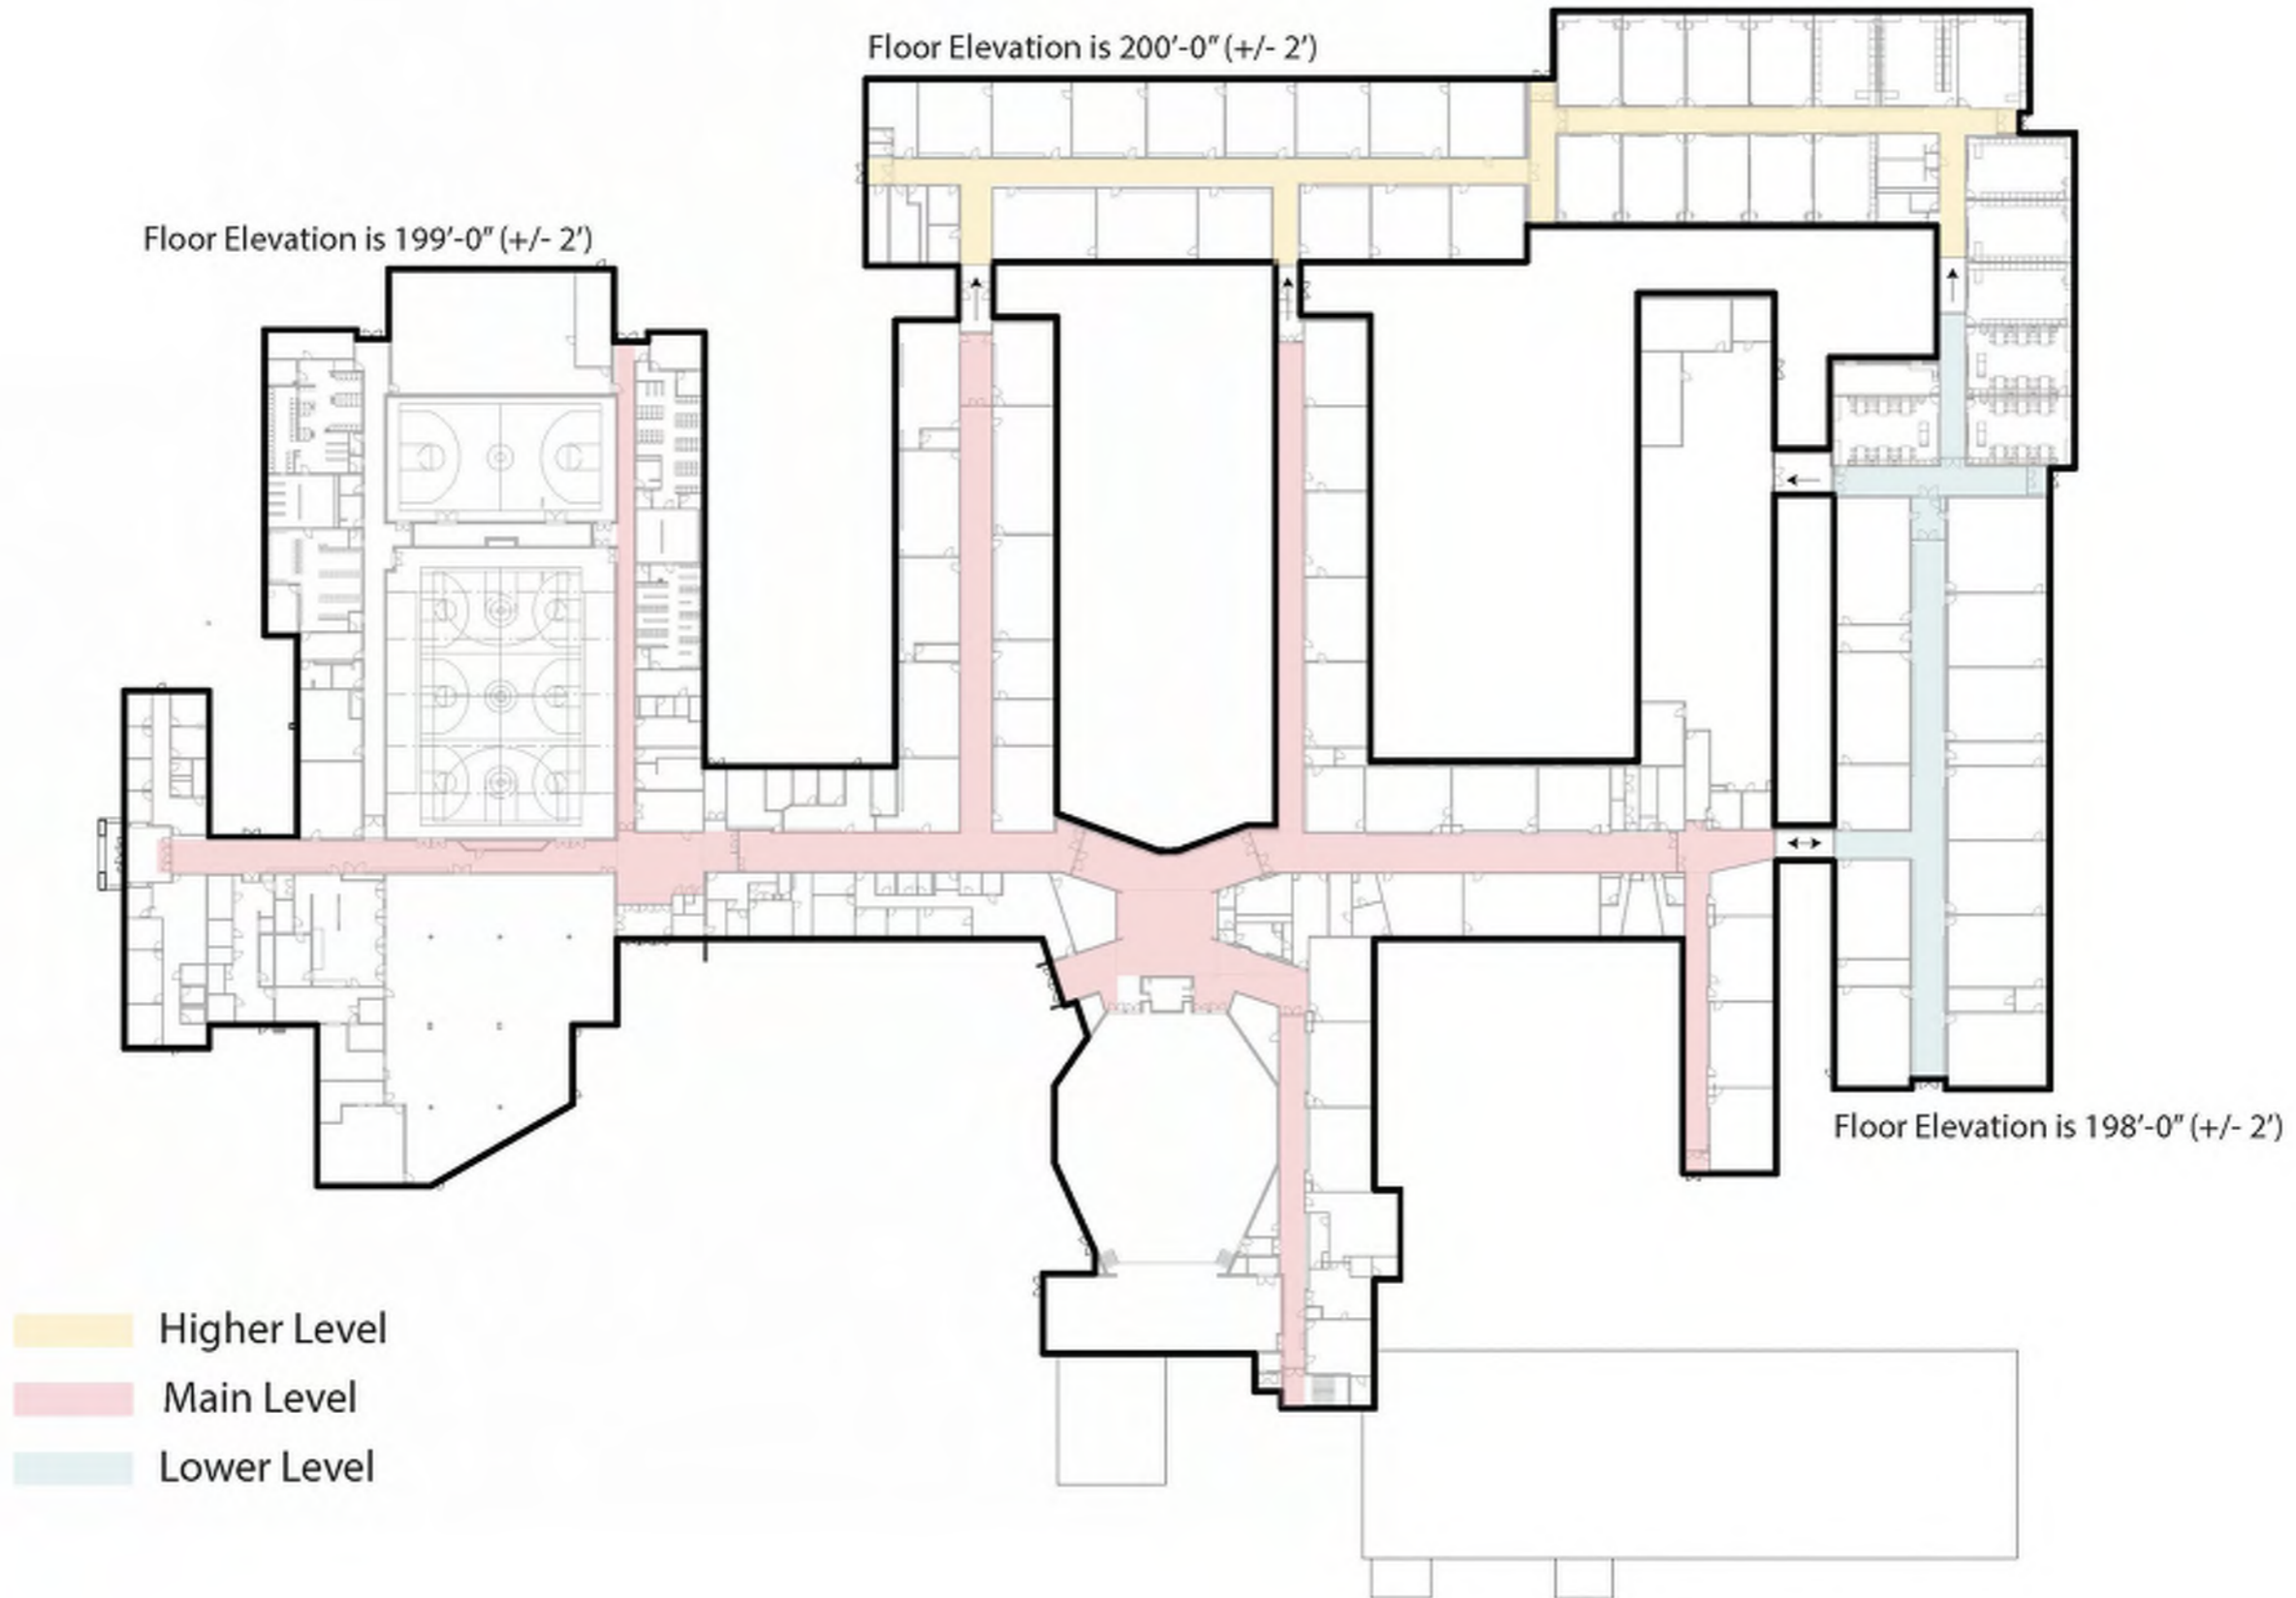 Floor Elevation is 200'-0" (+/- 2')
Floor Elevation is 199'-0" (+/- 2')
Floor Elevation is 198'-0" (+/- 2')
Higher Level
Main Level
Lower Level